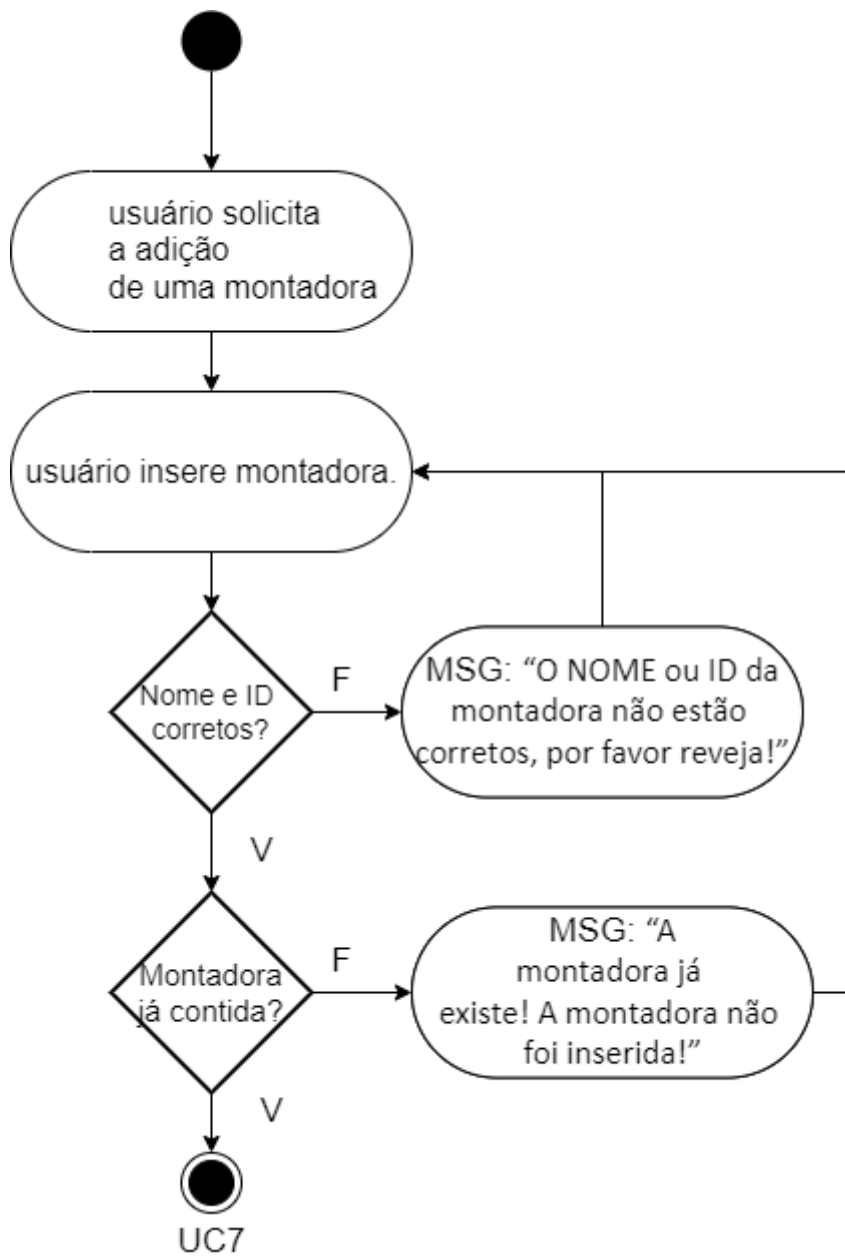 usuário solicita
a adição
de uma montadora
usuário insere montadora.
Nome e ID
corretos?
F
MSG: “O NOME ou ID da
montadora não estão
corretos, por favor reveja!”
V
Montadora
já contida?
F
MSG: “A
montadora já
existe! A montadora não
foi inserida!”
V
UC7